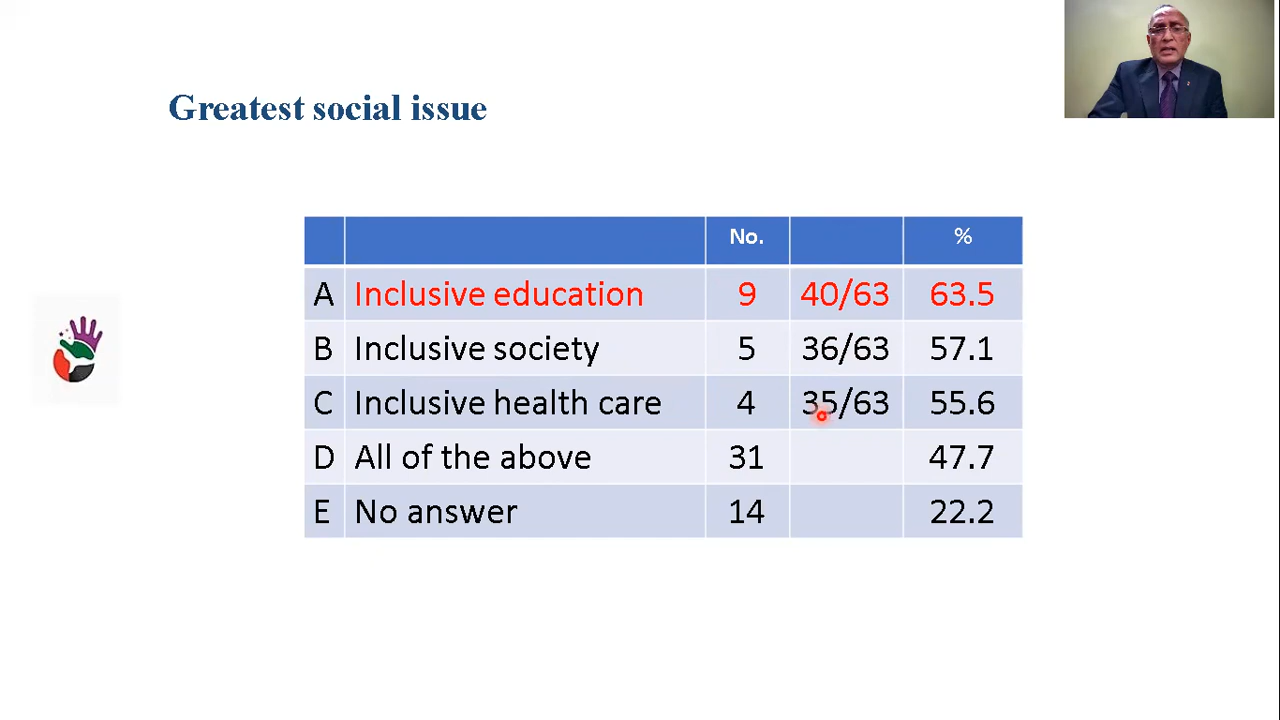 Greatest social issue
No. %
A Inclusive education 9 40/63 63.5
B Inclusive society 5 36/63 57.1
C Inclusive health care 4 35/63 55.6
D All of the above 31 47.7
E No answer 14 22.2